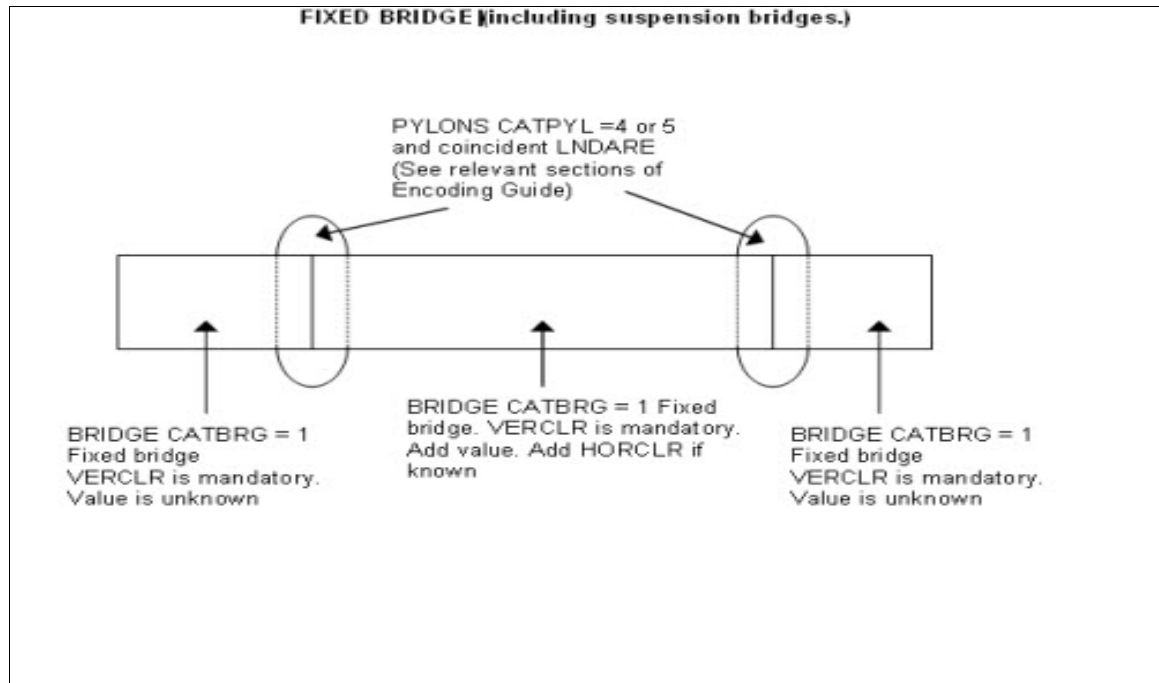 FIXED BRIDGE (including suspension bridges.)
PYLONS CATPYL =4 or 5
and coincident LNDARE
(See relevant sections of
Encoding Guide)
BRIDGE CATBRG = 1
Fixed bridge
VERCLR is mandatory.
Value is unknown
BRIDGE CATBRG = 1 Fixed
bridge. VERCLR is mandatory.
Add value. Add HORCLR if
known
BRIDGE CATBRG = 1
Fixed bridge
VERCLR is mandatory.
Value is unknown